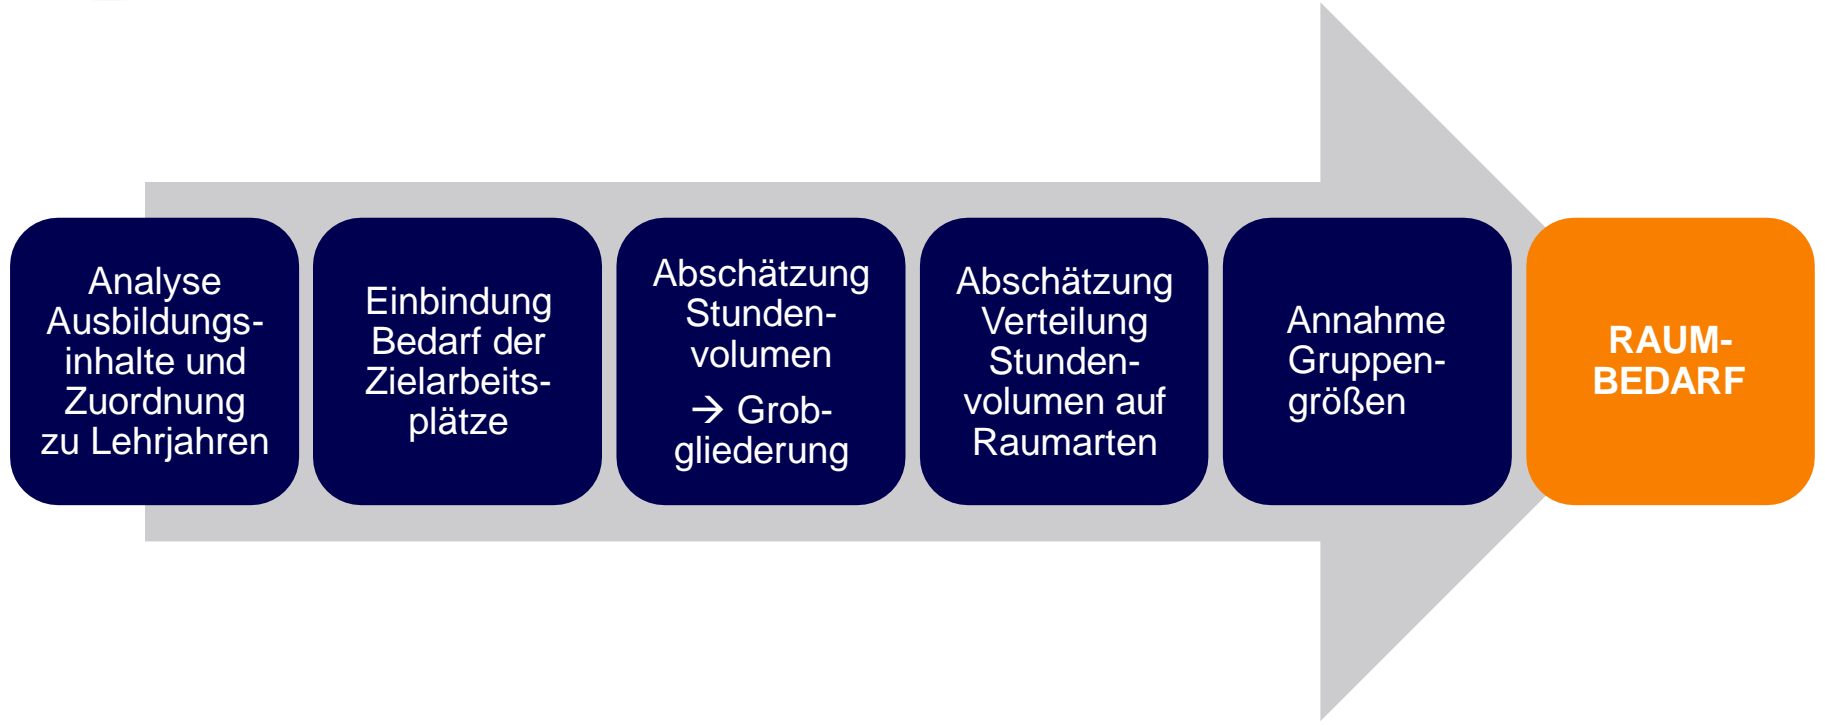 Analyse
Ausbildungs-
inhalte und
Zuordnung
zu Lehrjahren
Einbindung
Bedarf der
Zielarbeits-
plätze
Abschätzung
Stunden-
volumen
→ Grob-
gliederung
Abschätzung
Verteilung
Stunden-
volumen auf
Raumarten
Annahme
Gruppen-
größen
RAUM-
BEDARF